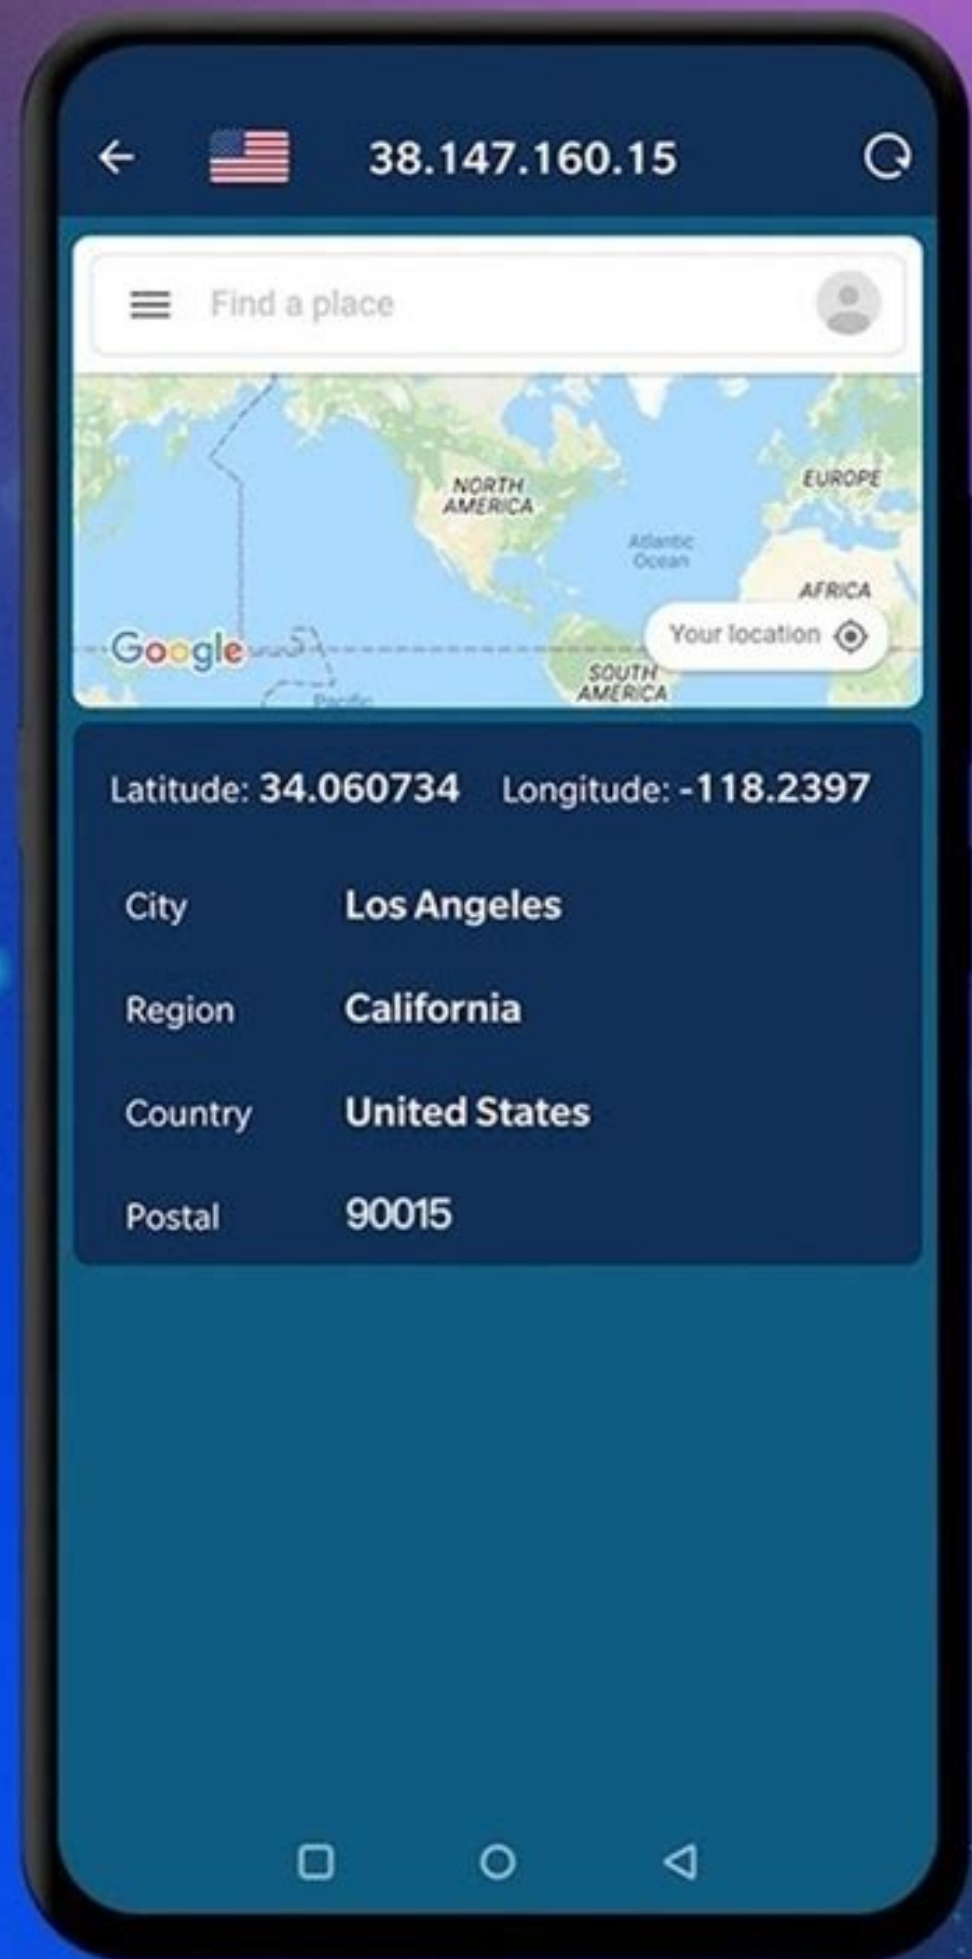 38.147.160.15
Find a place
NORTH
AMERICA
EUROPE
Atlantic
Ocean
AFRICA
Your location
Google
SOUTH
AMERICA
Pacific
Latitude: 34.060734 Longitude: -118.2397
City Los Angeles
Region California
Country United States
Postal 90015